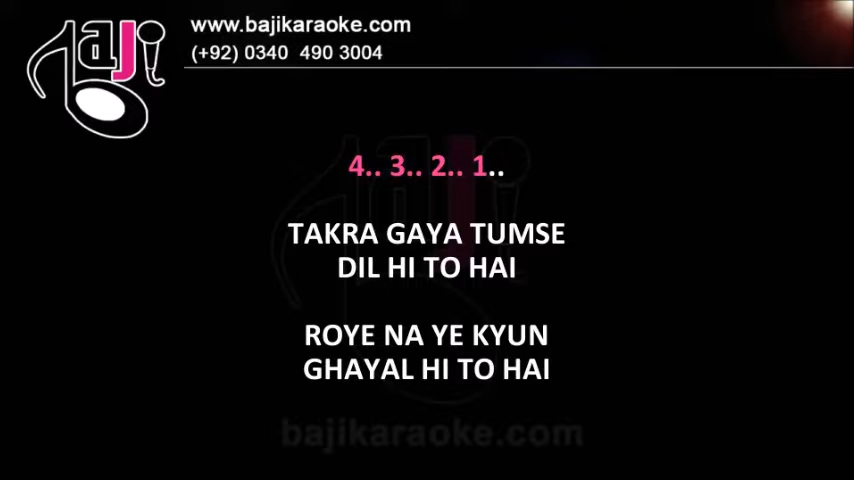 Baji
www.bajikaraoke.com
(+92) 0340 490 3004
4.. 3.. 2.. 1..
TAKRA GAYA TUMSE
DIL HI TO HAI
ROYE NA YE KYUN
GHAYAL HI TO HAI
bajikaraoke.com